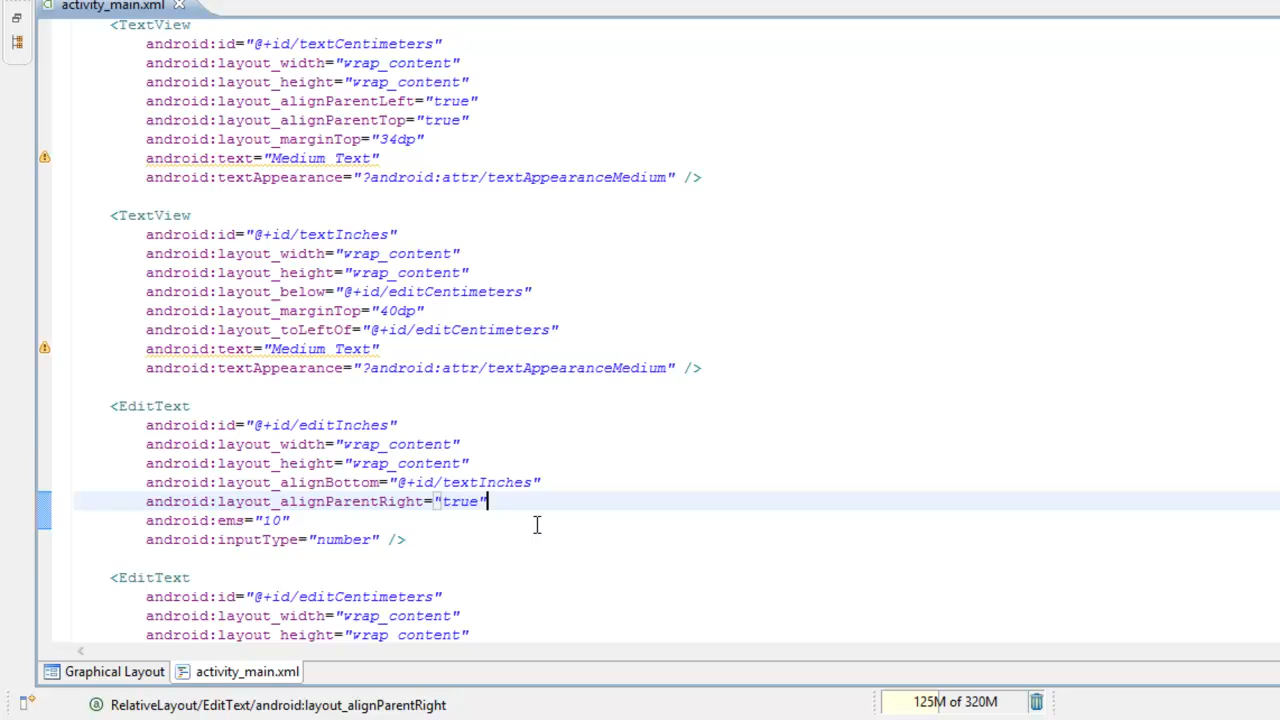 activity_main.xml
<TextView
android:id="@+id/textCentimeters"
android:layout_width="wrap_content"
android:layout_height="wrap_content"
android:layout_alignParentLeft="true"
android:layout_alignParentTop="true"
android:layout_marginTop="34dp"
android:text="Medium Text"
android:textAppearance="?android:attr/textAppearanceMedium" />
<TextView
android:id="@+id/textInches"
android:layout_width="wrap_content"
android:layout_height="wrap_content"
android:layout_below="@+id/editCentimeters"
android:layout_marginTop="40dp"
android:layout_toLeftOf="@+id/editCentimeters"
android:text="Medium Text"
android:textAppearance="?android:attr/textAppearanceMedium" />
<EditText
android:id="@+id/editInches"
android:layout_width="wrap_content"
android:layout_height="wrap_content"
android:layout_alignBottom="@+id/textInches"
android:layout_alignParentRight="true"
android:ems="10"
android:inputType="number" />
<EditText
android:id="@+id/editCentimeters"
android:layout_width="wrap_content"
android:layout_height="wrap_content"
Graphical Layout activity_main.xml
RelativeLayout/EditText/android:layout_alignParentRight 125M of 320M